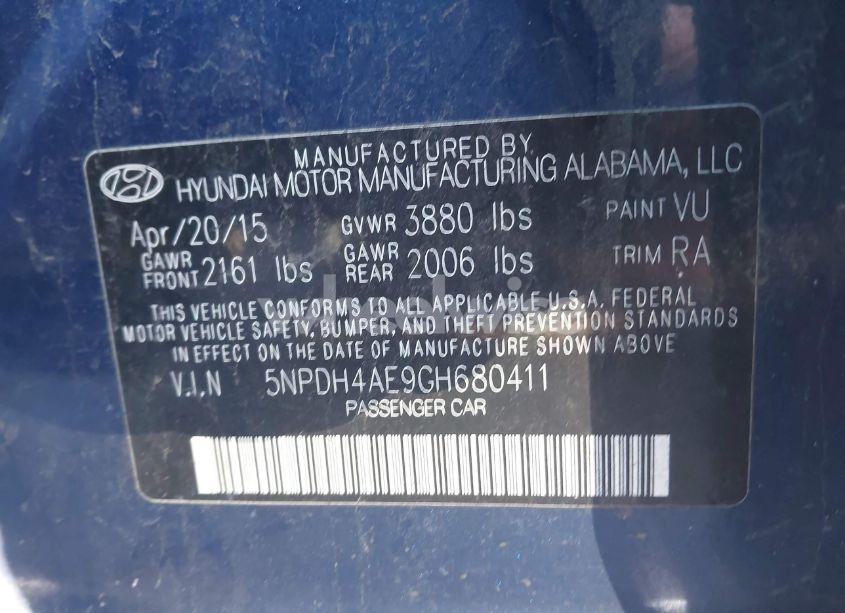 MANUFACTURED BY
HYUNDAI MOTOR MANUFACTURING ALABAMA, LLC
Apr/20/15 GVWR 3880 lbs PAINT VU
GAWR FRONT 2161 lbs GAWR REAR 2006 lbs TRIM RA
THIS VEHICLE CONFORMS TO ALL APPLICABLE U.S.A. FEDERAL
MOTOR VEHICLE SAFETY, BUMPER, AND THEFT PREVENTION STANDARDS
IN EFFECT ON THE DATE OF MANUFACTURE SHOWN ABOVE
V.I.N 5NPDH4AE9GH680411
PASSENGER CAR